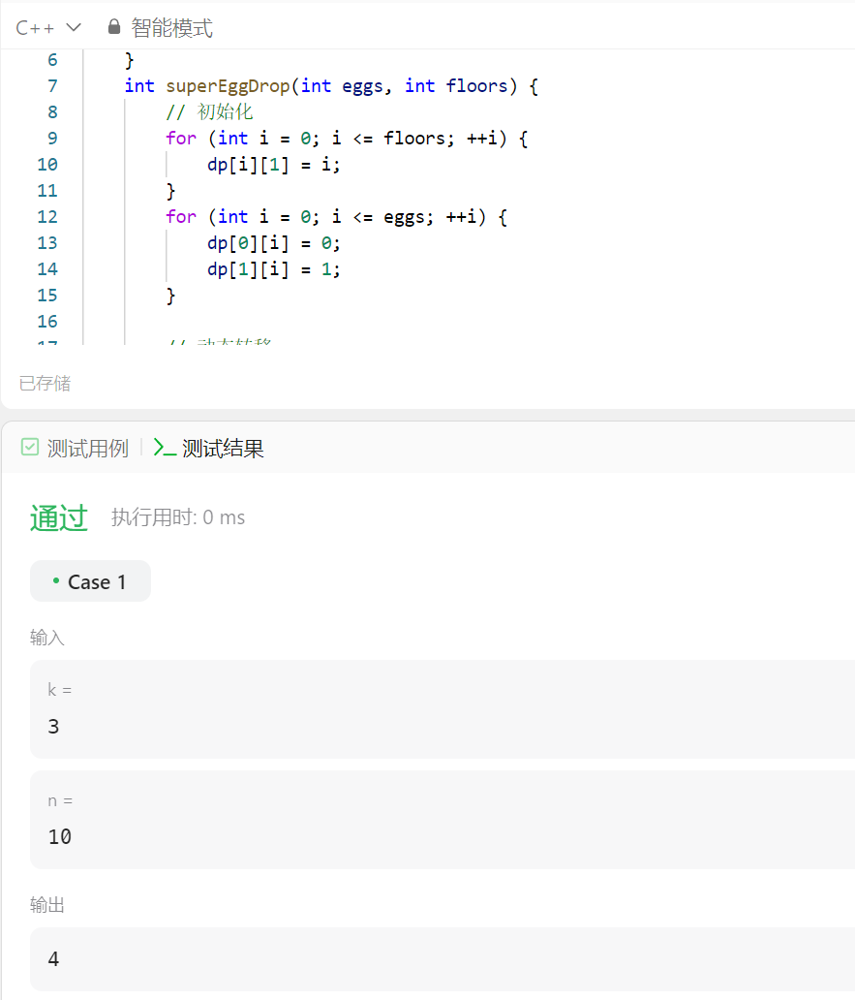 C++ 智能模式
6 }
7 int superEggDrop(int eggs, int floors) {
8 // 初始化
9 for (int i = 0; i <= floors; ++i) {
10 dp[i][1] = i;
11 }
12 for (int i = 0; i <= eggs; ++i) {
13 dp[0][i] = 0;
14 dp[1][i] = 1;
15 }
16
已存储
测试用例 >_ 测试结果
通过 执行用时: 0 ms
Case 1
输入
k =
3
n =
10
输出
4